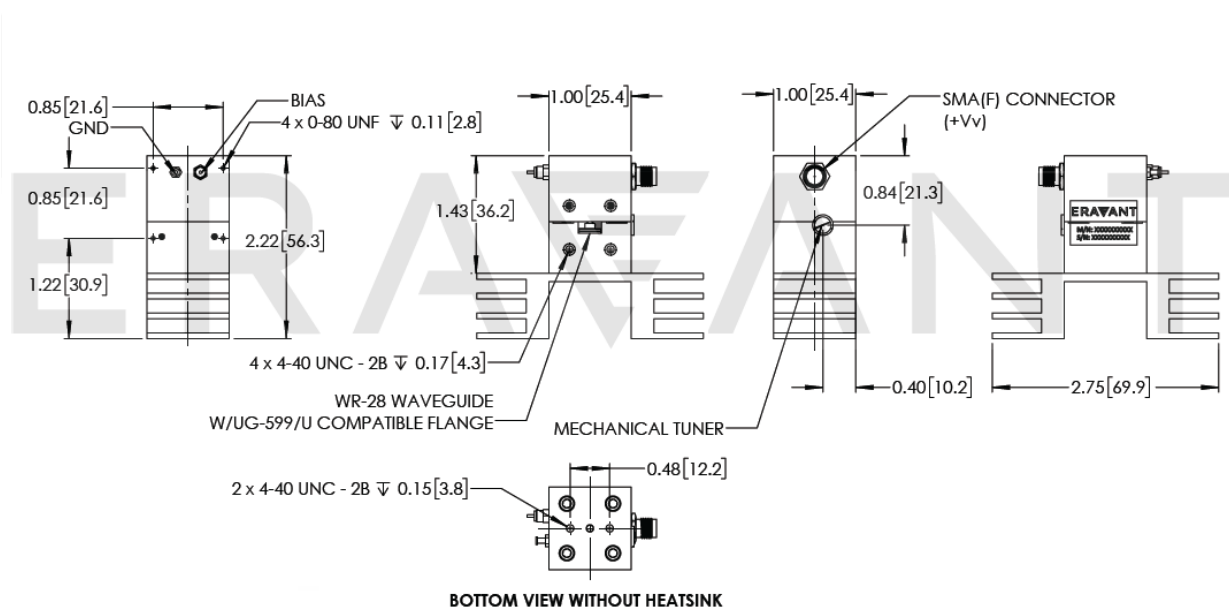 0.85[21.6]
GND
BIAS
4 x 0-80 UNF ↧ 0.11[2.8]
0.85[21.6]
2.22[56.3]
1.22[30.9]
1.00[25.4]
1.43[36.2]
4 x 4-40 UNC - 2B ↧ 0.17[4.3]
WR-28 WAVEGUIDE
W/UG-599/U COMPATIBLE FLANGE
1.00[25.4]
SMA(F) CONNECTOR
(+Vv)
0.84[21.3]
MECHANICAL TUNER
0.40[10.2]
ERAVANT
M/N: XXXXXXXXXX
S/N: XXXXXXXXXX
2.75[69.9]
2 x 4-40 UNC - 2B ↧ 0.15[3.8]
0.48[12.2]
BOTTOM VIEW WITHOUT HEATSINK
ERAVANT